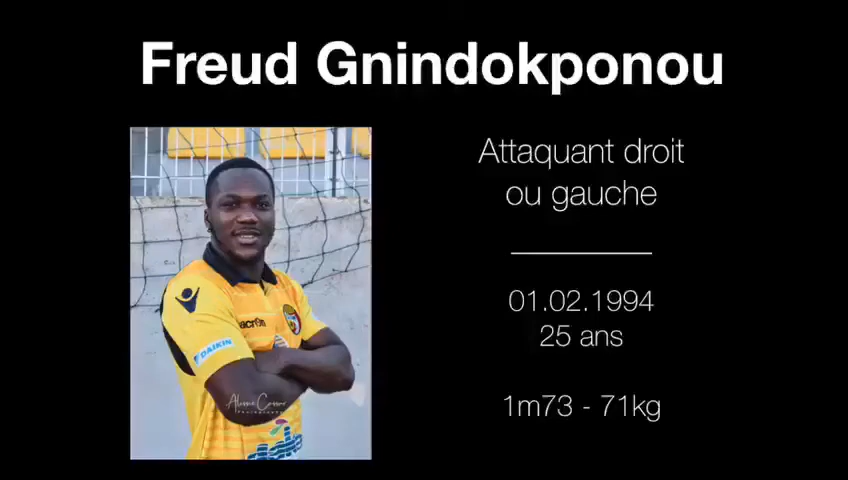 Freud Gnindokponou
Attaquant droit
ou gauche
01.02.1994
25 ans
1m73 - 71kg
macron
DAIKIN